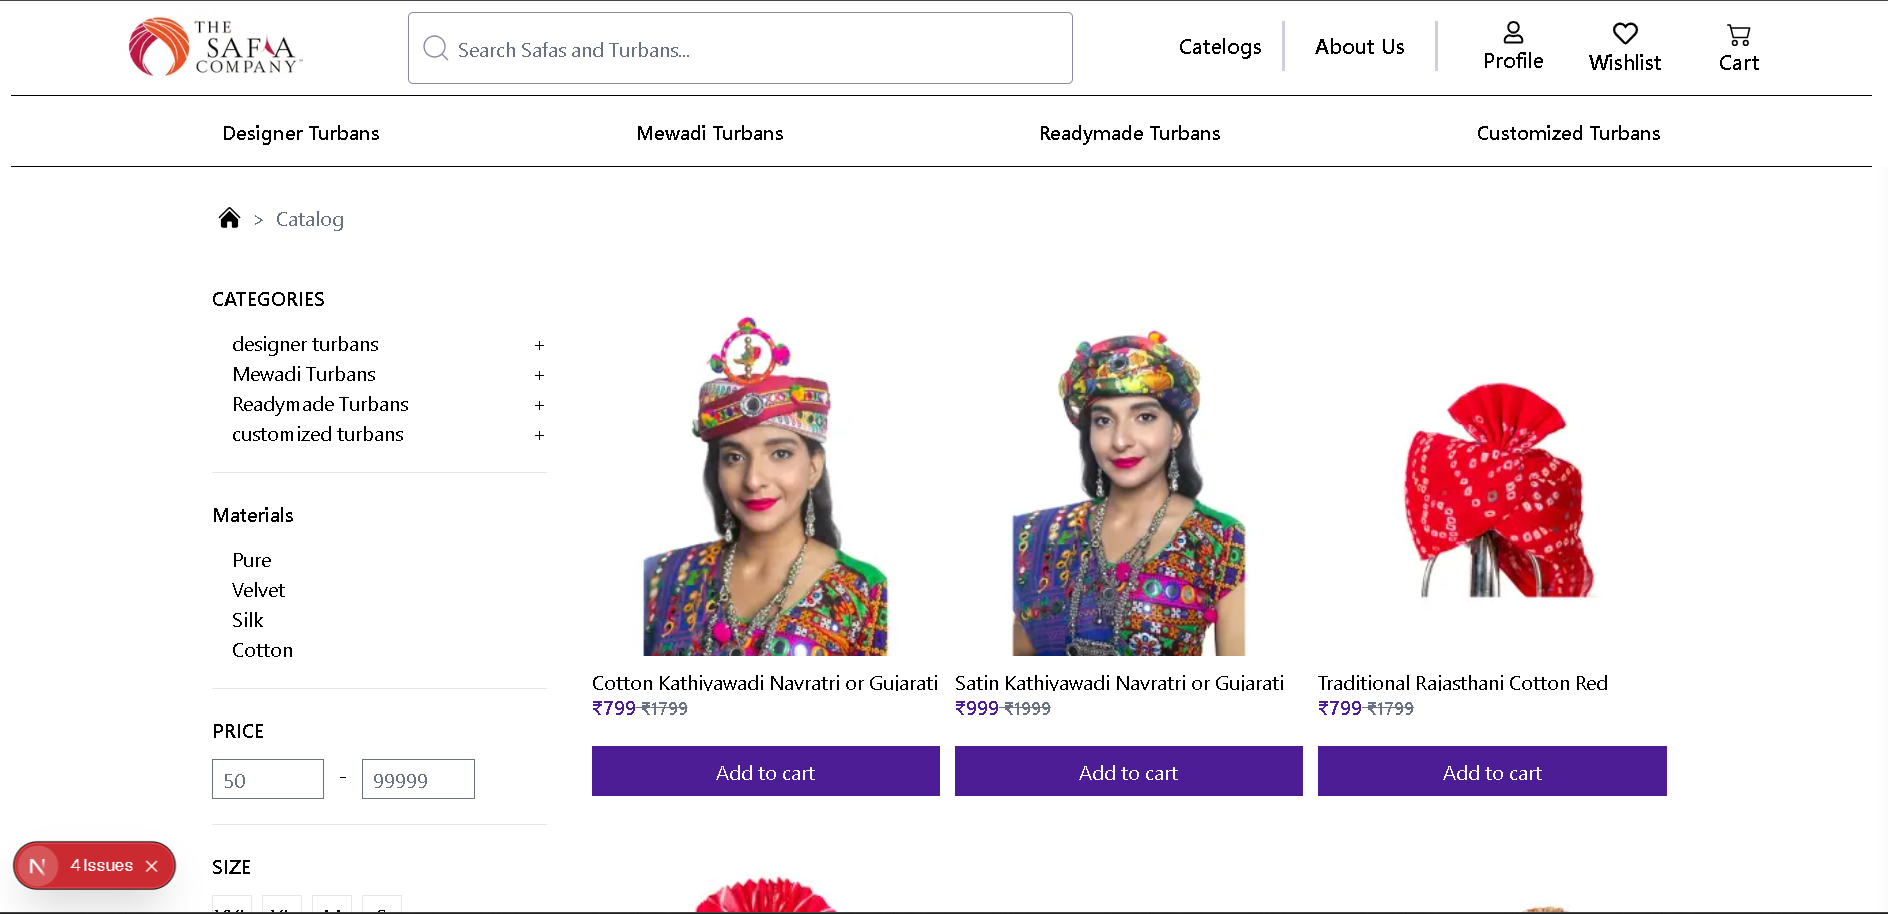 THE
SAFA
COMPANY
Search Safas and Turbans...
Catelogs
About Us
Profile
Wishlist
Cart
Designer Turbans
Mewadi Turbans
Readymade Turbans
Customized Turbans
> Catalog
CATEGORIES
designer turbans +
Mewadi Turbans +
Readymade Turbans +
customized turbans +
Materials
Pure
Velvet
Silk
Cotton
PRICE
50 - 99999
SIZE
Cotton Kathiyawadi Navratri or Gujarati
₹799 ₹1799
Add to cart
Satin Kathiyawadi Navratri or Gujarati
₹999 ₹1999
Add to cart
Traditional Rajasthani Cotton Red
₹799 ₹1799
Add to cart
N 4 Issues